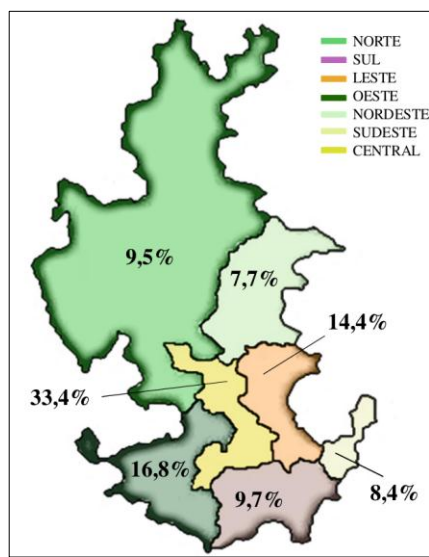 NORTE
SUL
LESTE
OESTE
NORDESTE
SUDESTE
CENTRAL
9,5%
7,7%
14,4%
33,4%
16,8%
9,7%
8,4%